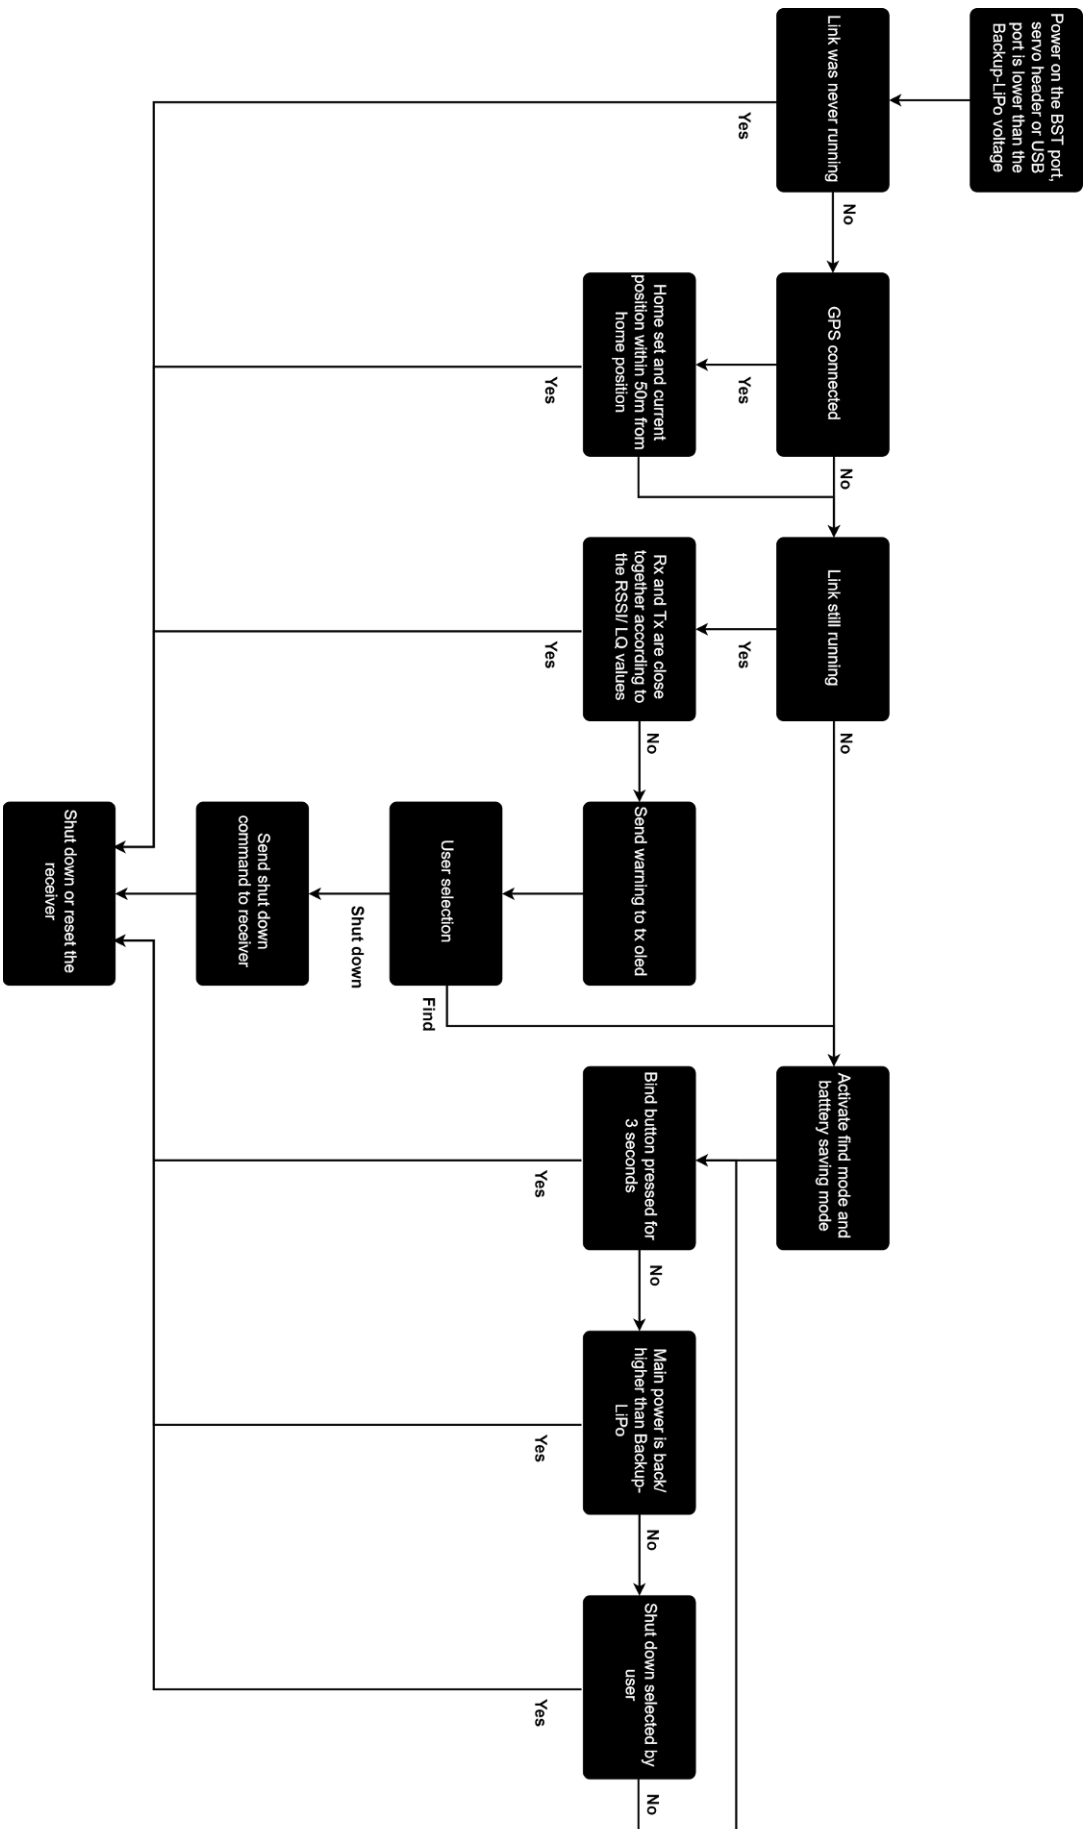 Power on the BST port,
servo header or USB
port is lower than the
Backup-LiPo voltage
Link was never running
No
GPS connected
No
Link still running
No
Activate find mode and
batttery saving mode
Yes
Yes
Yes
Home set and current
position within 50m from
home position
Rx and Tx are close
together according to
the RSSI/ LQ values
No
Send warning to tx oled
Bind button pressed for
3 seconds
No
Main power is back/
higher than Backup-
LiPo
No
Shut down selected by
user
No
Yes
Yes
Yes
Yes
Yes
User selection
Find
Shut down
Send shut down
command to receiver
Shut down or reset the
receiver